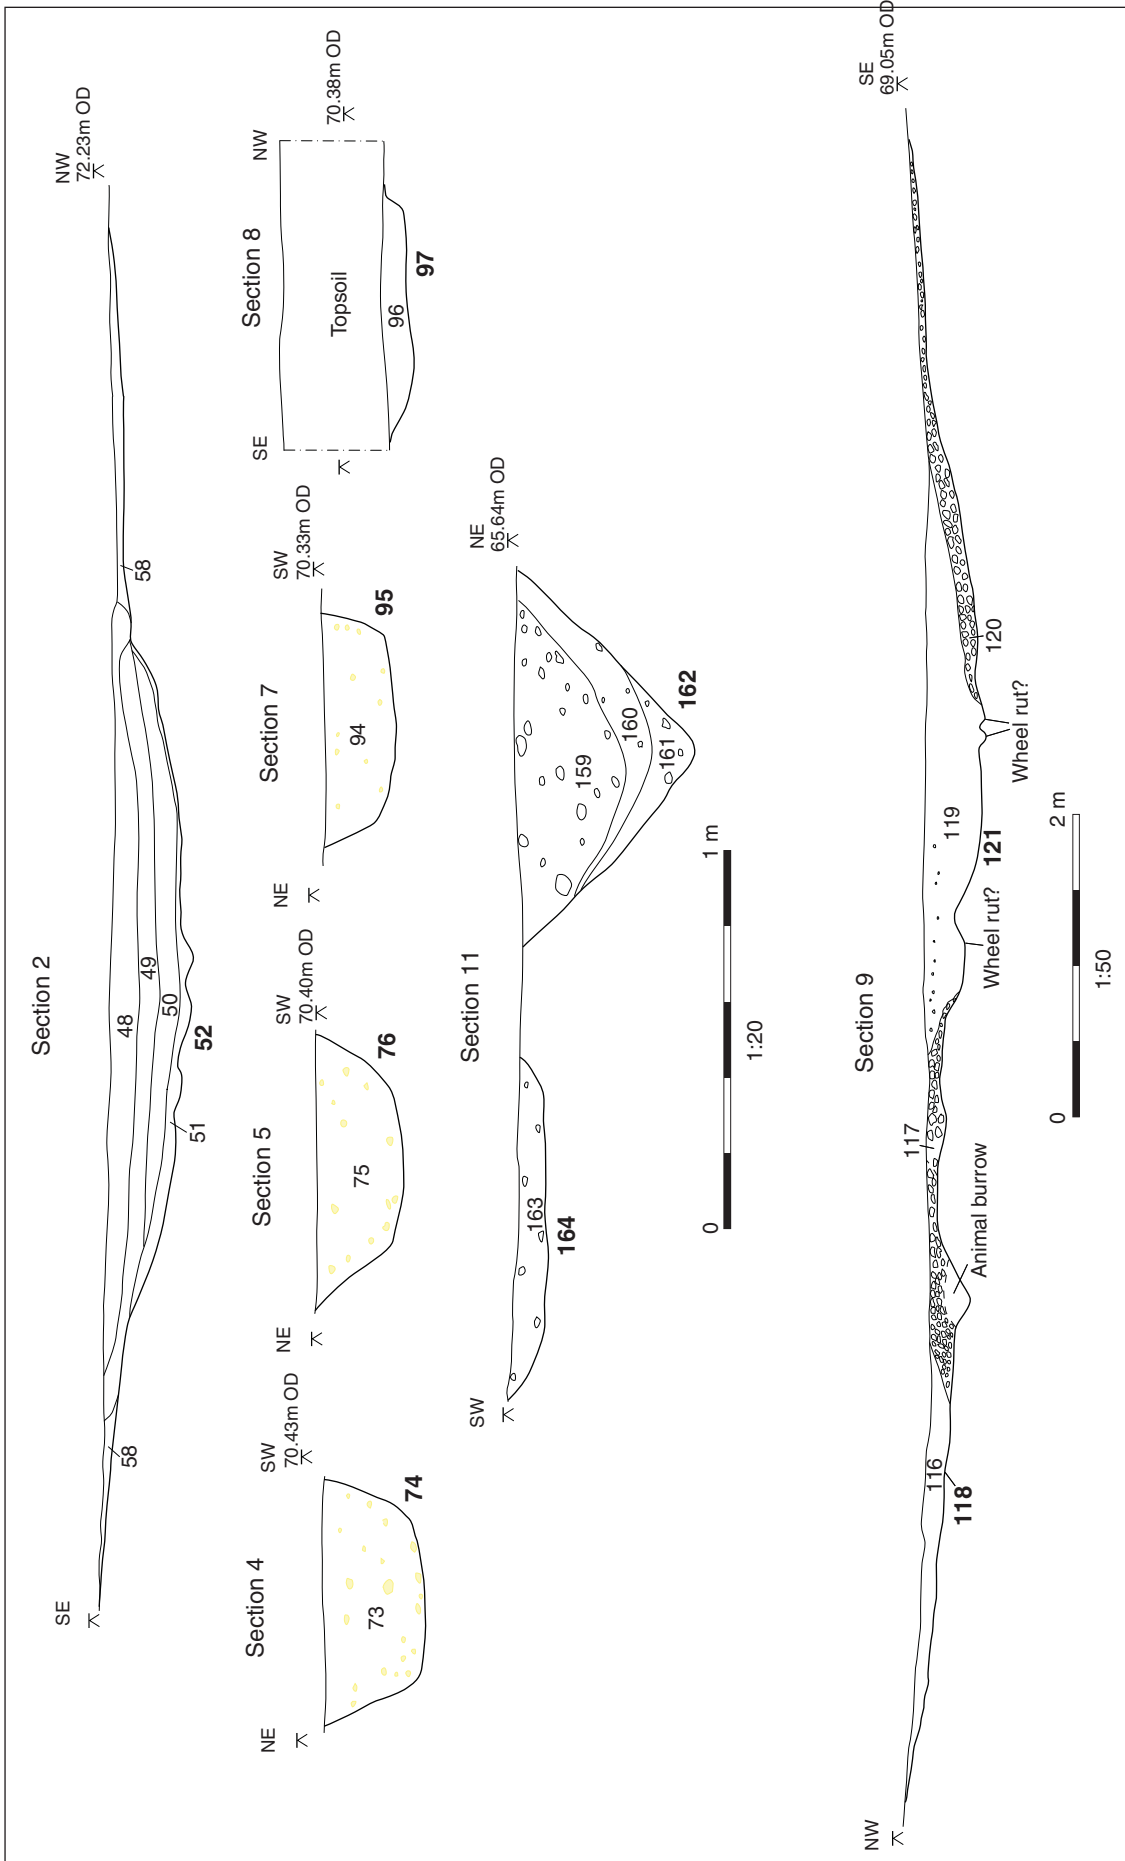 Section 2
SE
NW
72.23m OD
58
48
49
50
51
58
52
Section 4
NE
SW
70.43m OD
73
74
Section 5
NE
SW
70.40m OD
75
76
Section 7
NE
SW
70.33m OD
94
95
Section 8
SE
NW
70.38m OD
Topsoil
96
97
Section 11
SW
NE
65.64m OD
163
164
159
160
161
162
0
1 m
1:20
Section 9
NW
SE
69.05m OD
116
118
117
Animal burrow
Wheel rut?
119
121
Wheel rut?
120
0
2 m
1:50